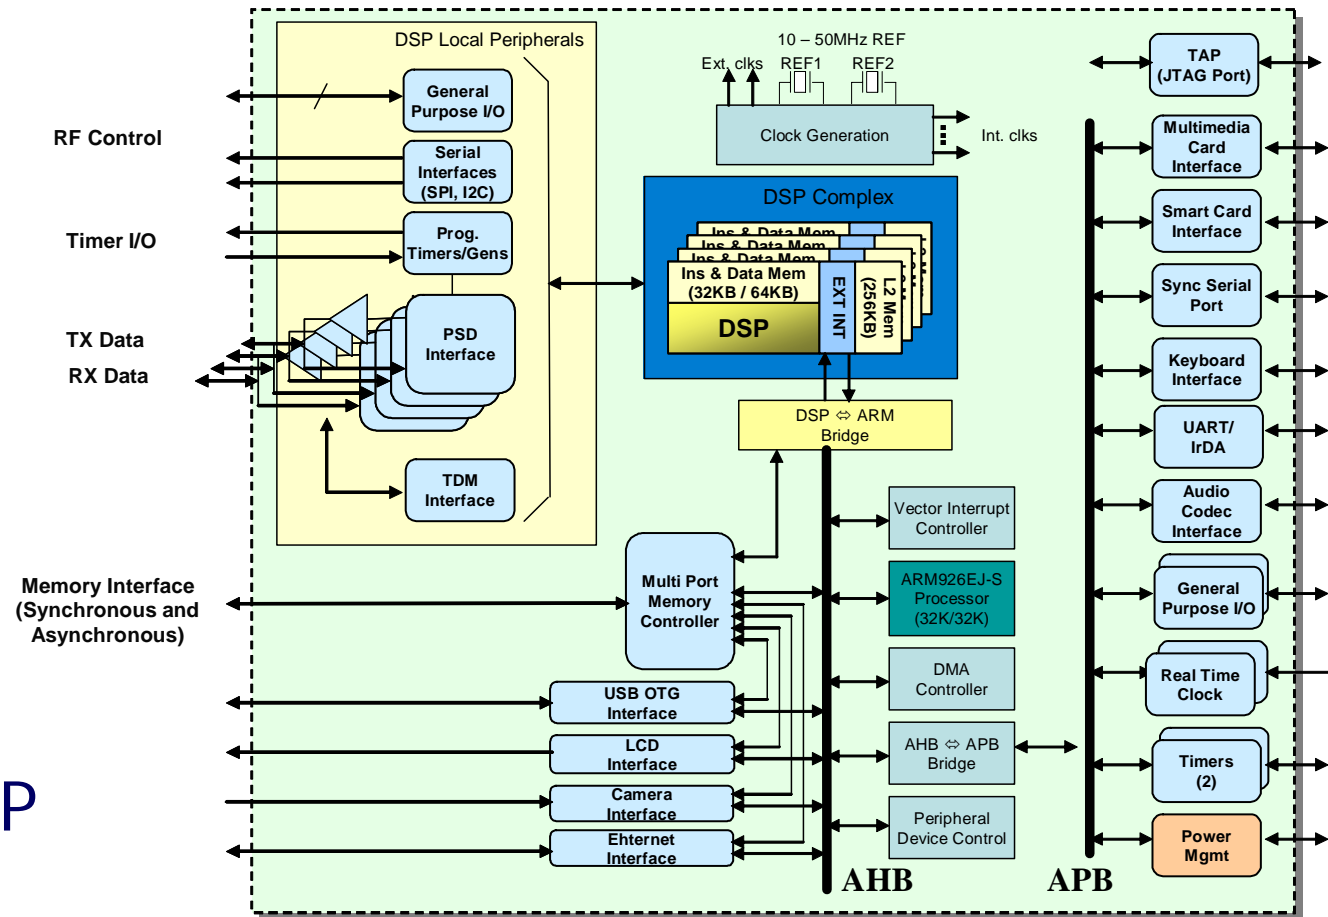 DSP Local Peripherals
General
Purpose I/O
Serial
Interfaces
(SPI, I2C)
Prog.
Timers/Gens
PSD
Interface
TDM
Interface
RF Control
Timer I/O
TX Data
RX Data
Memory Interface
(Synchronous and
Asynchronous)
P
10 – 50MHz REF
Ext. clks
REF1
REF2
Clock Generation
Int. clks
DSP Complex
Ins & Data Mem
Ins & Data Mem
Ins & Data Mem
Ins & Data Mem
(32KB / 64KB)
DSP
EXT INT
L2 Mem
(256KB)
DSP ⇔ ARM
Bridge
Multi Port
Memory
Controller
USB OTG
Interface
LCD
Interface
Camera
Interface
Ehternet
Interface
Vector Interrupt
Controller
ARM926EJ-S
Processor
(32K/32K)
DMA
Controller
AHB ⇔ APB
Bridge
Peripheral
Device Control
AHB
APB
TAP
(JTAG Port)
Multimedia
Card
Interface
Smart Card
Interface
Sync Serial
Port
Keyboard
Interface
UART/
IrDA
Audio
Codec
Interface
General
Purpose I/O
Real Time
Clock
Timers
(2)
Power
Mgmt